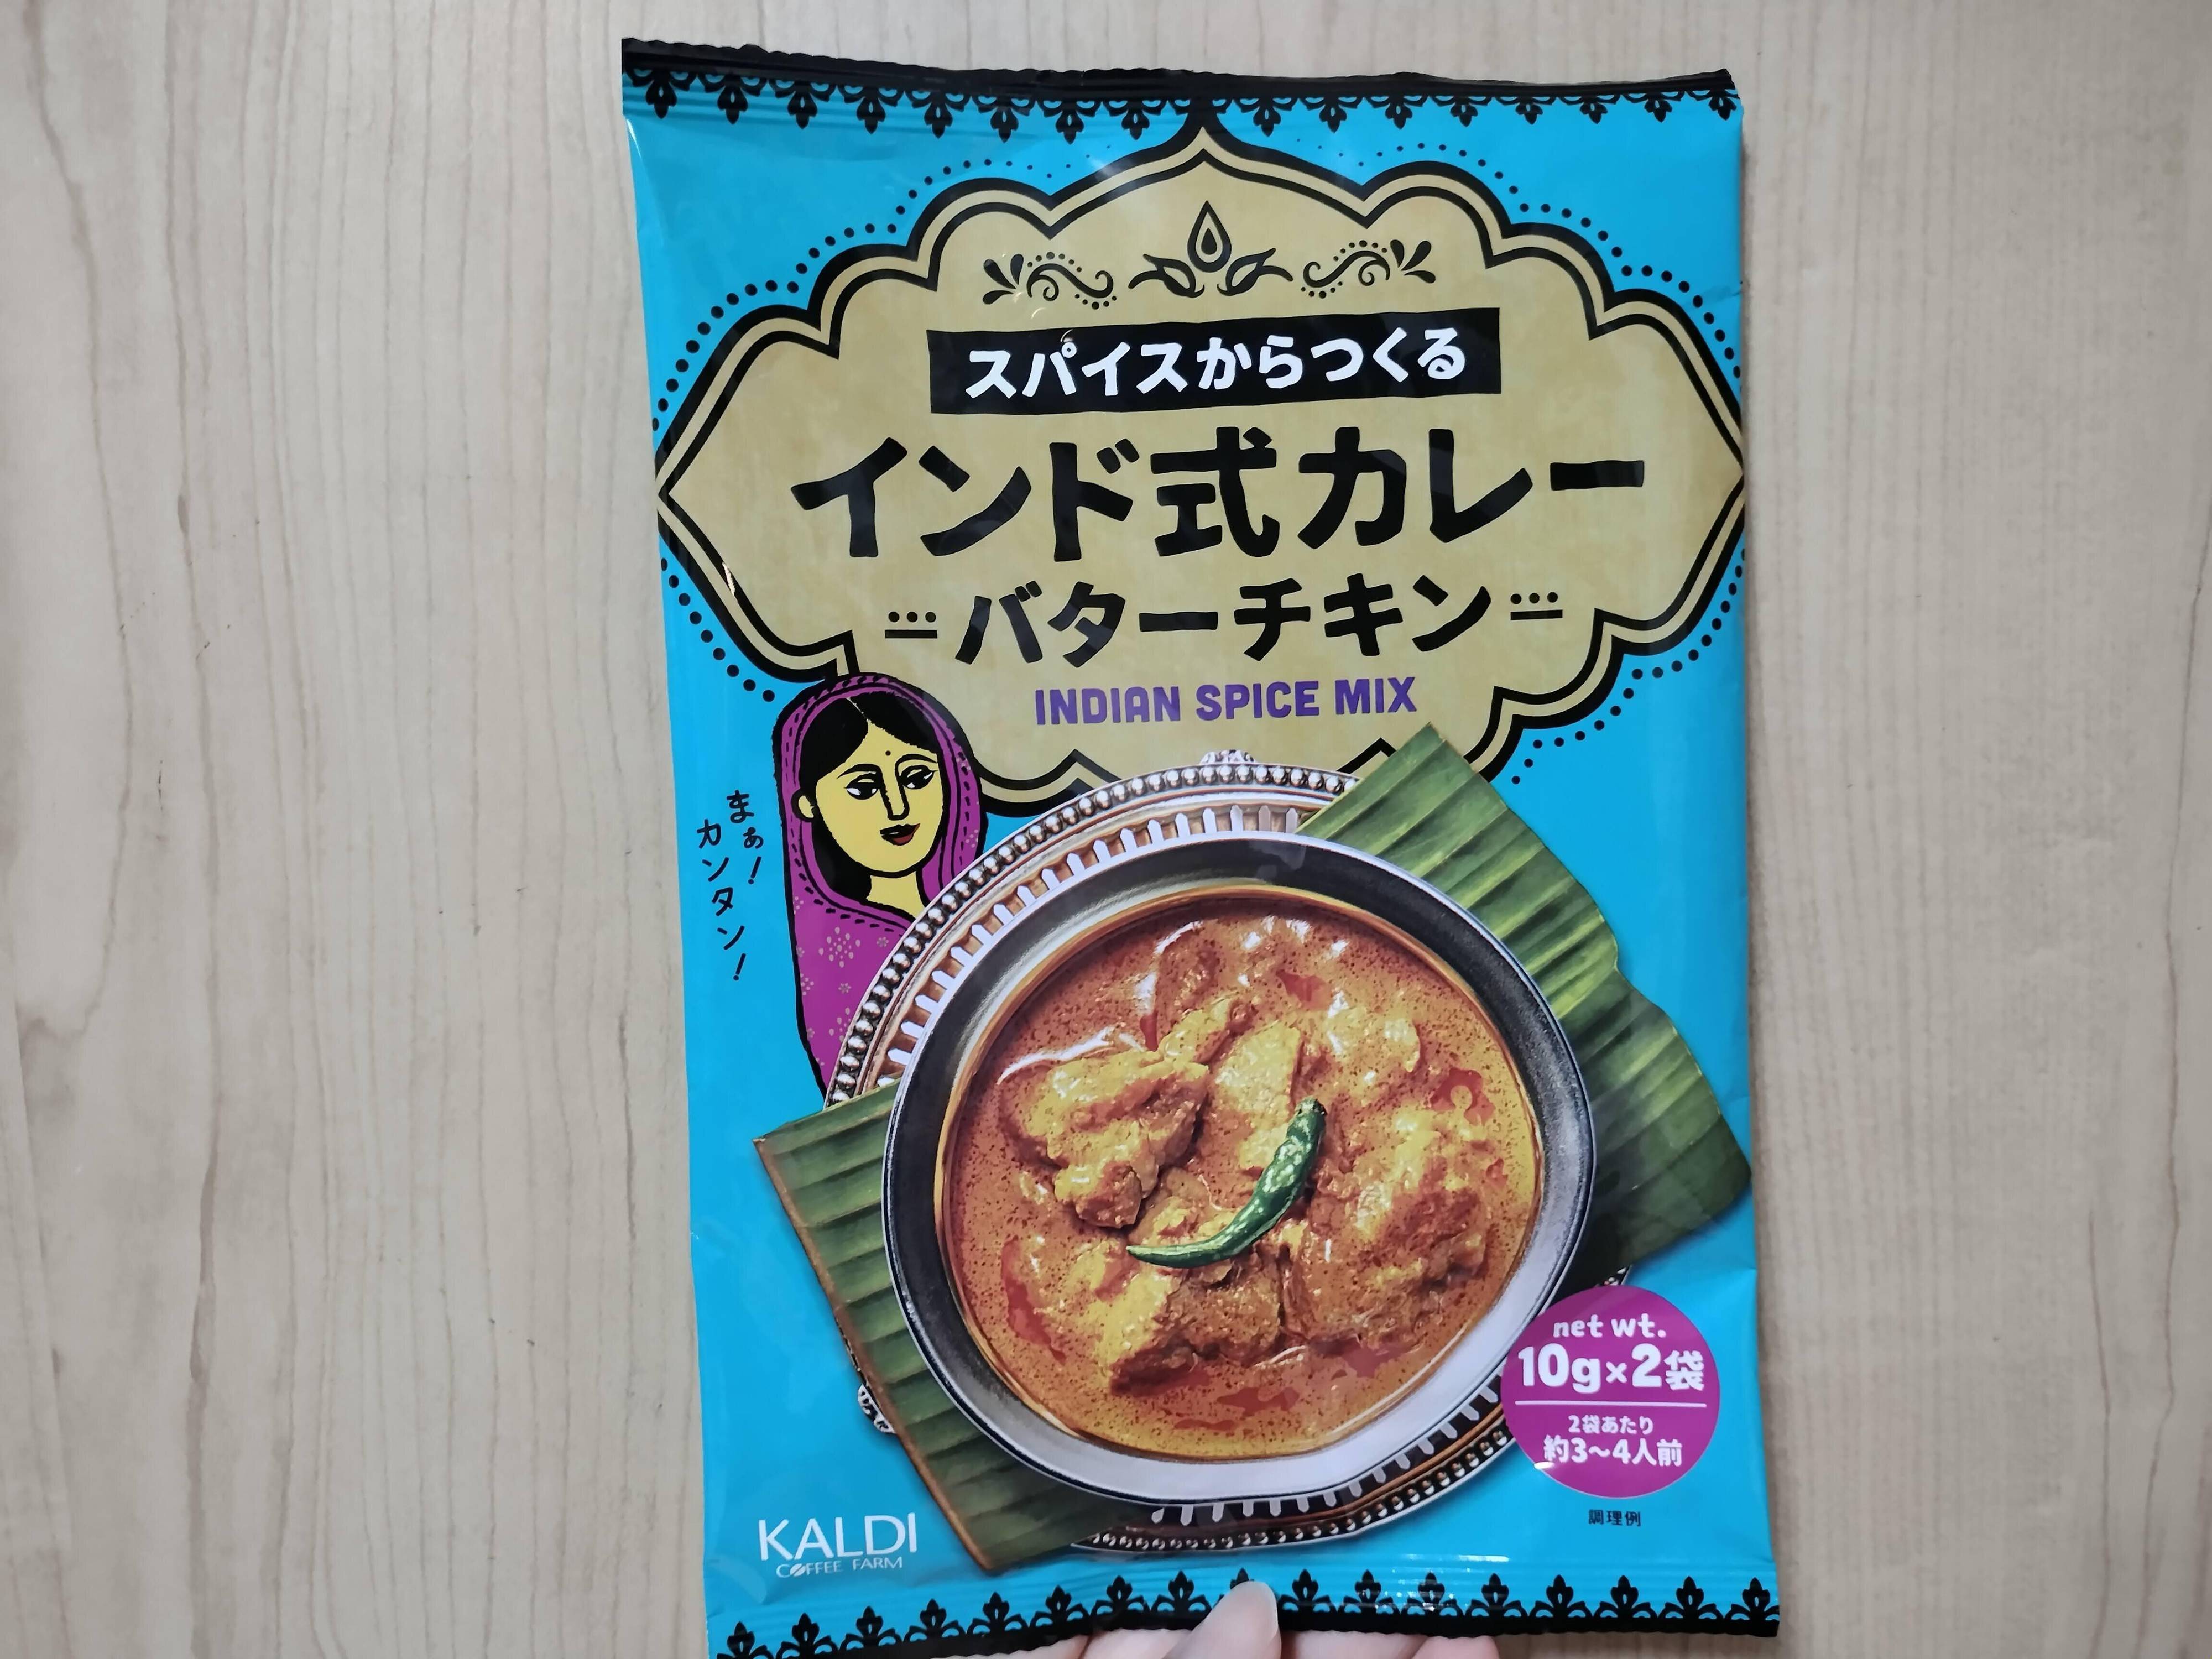 スパイスからつくる
インド式カレー
バターチキン
INDIAN SPICE MIX
まぁ!
カンタン!
net wt.
10g×2袋
2袋あたり
約3~4人前
調理例
KALDI
COFFEE FARM